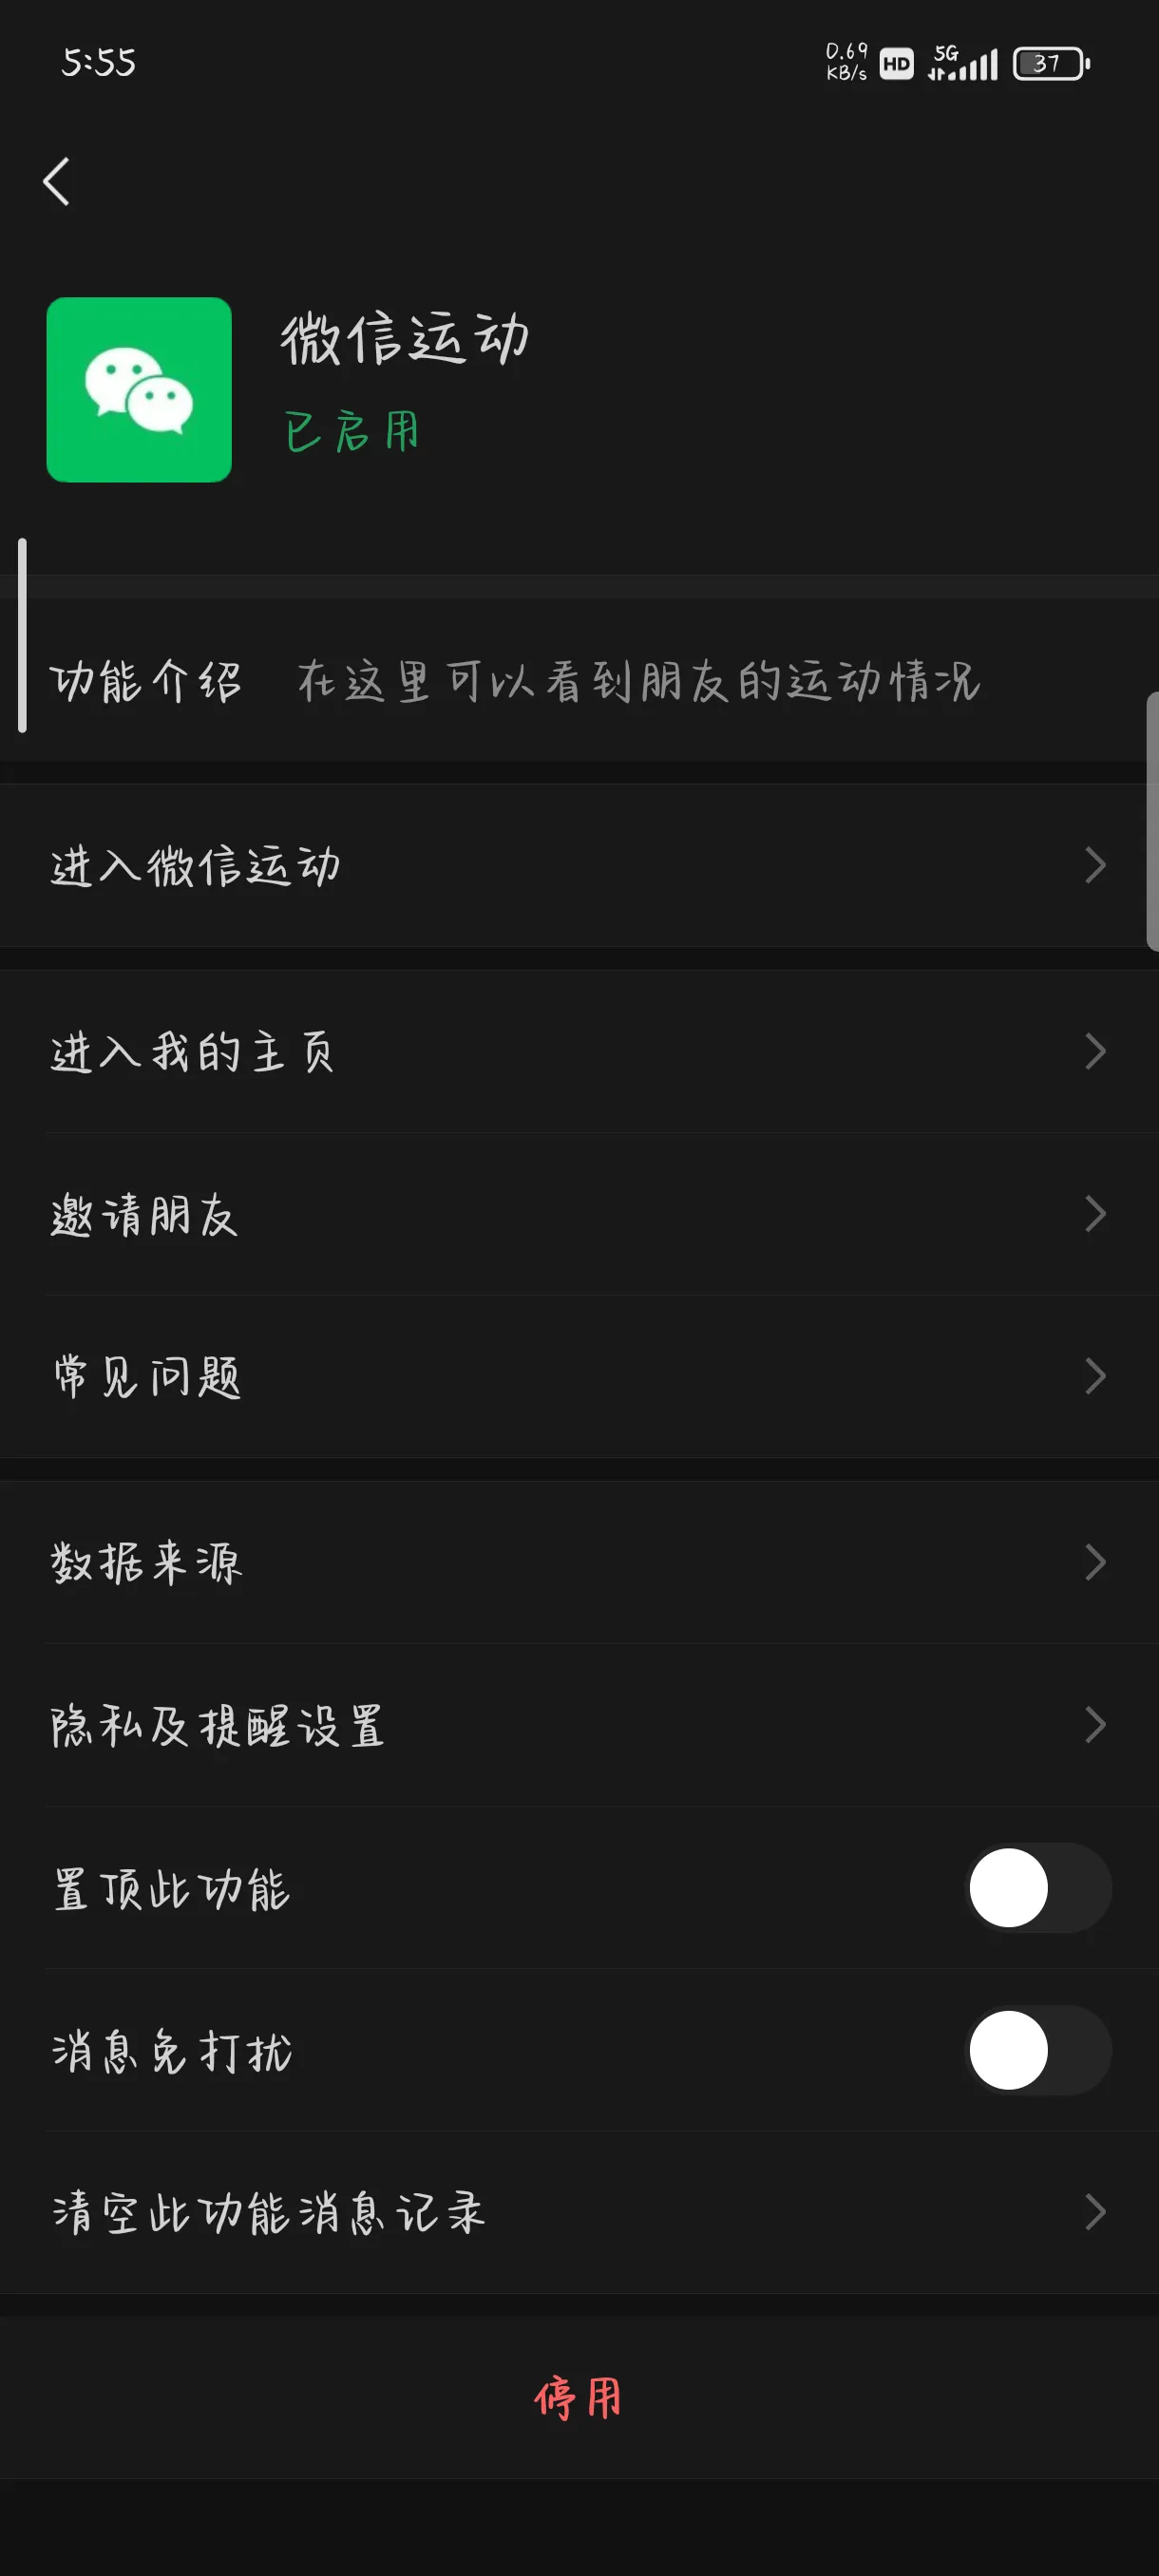 5:55
0.69
KB/s
HD
5G
37
微信运动
已启用
功能介绍 在这里可以看到朋友的运动情况
进入微信运动
进入我的主页
邀请朋友
常见问题
数据来源
隐私及提醒设置
置顶此功能
消息免打扰
清空此功能消息记录
停用